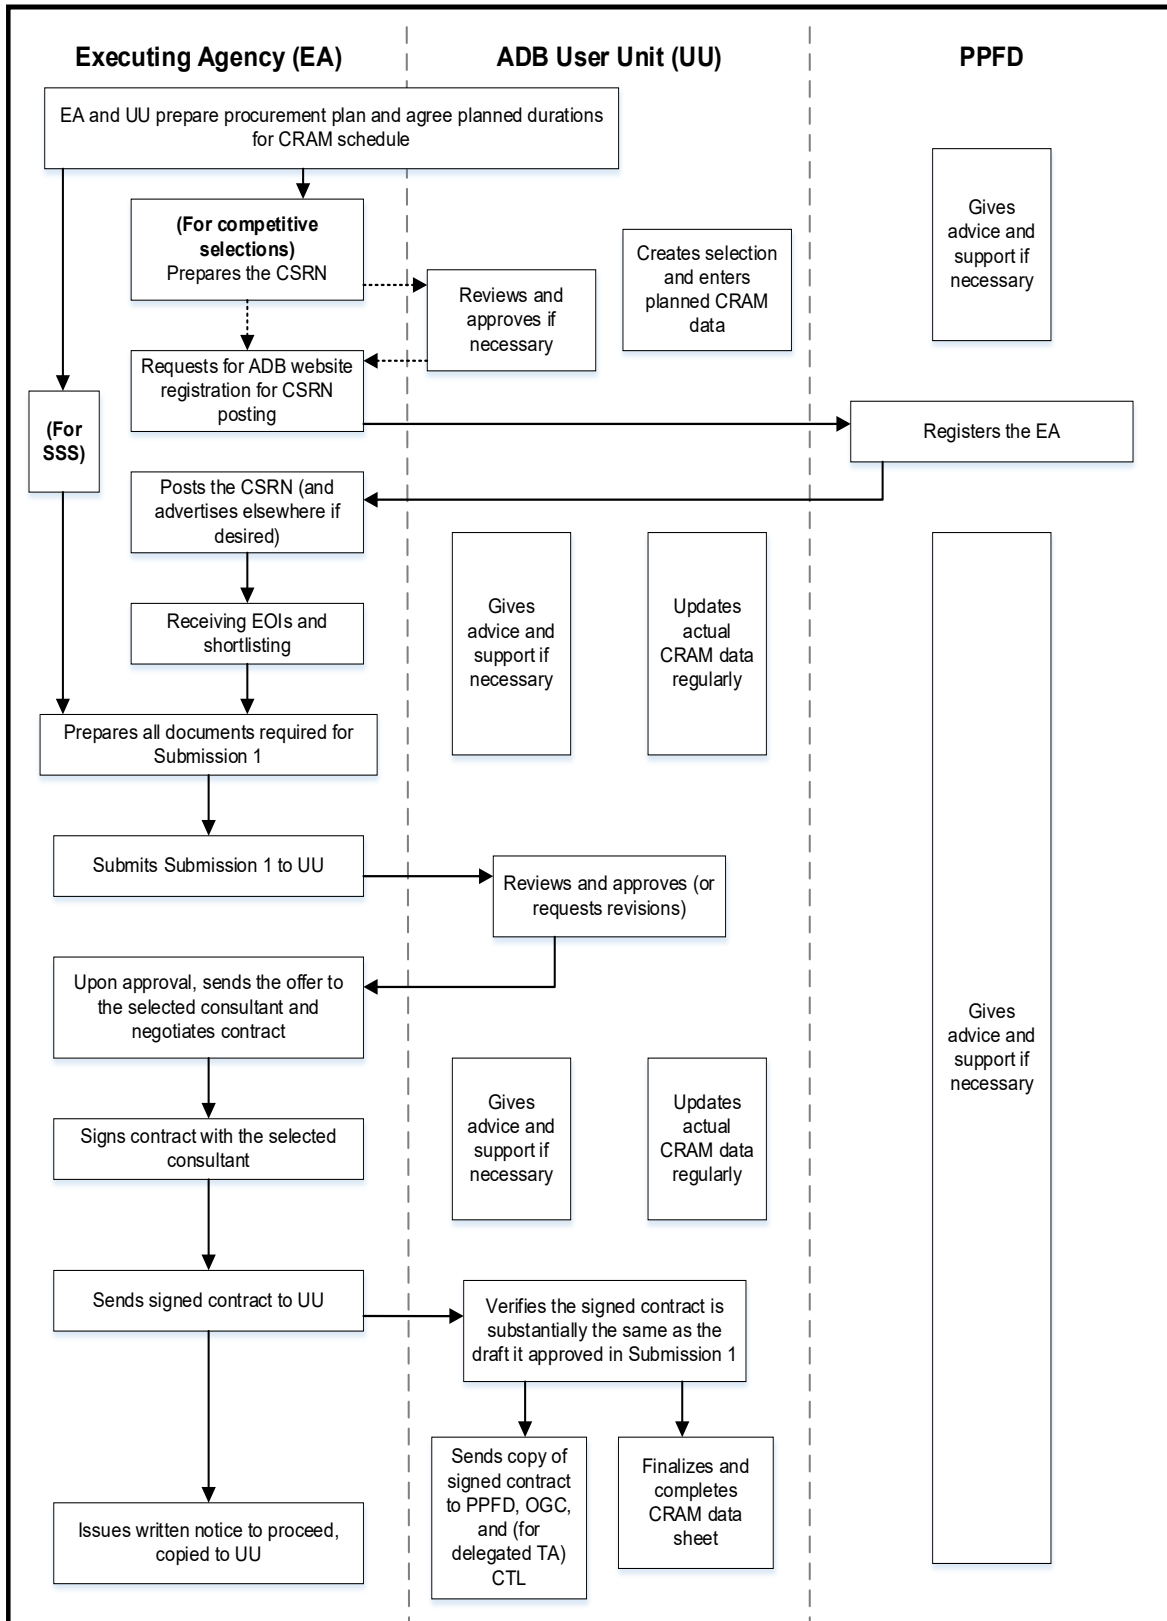 Executing Agency (EA)
ADB User Unit (UU)
PPFD
EA and UU prepare procurement plan and agree planned durations
for CRAM schedule
(For competitive
selections)
Prepares the CSRN
Reviews and
approves if
necessary
Creates selection
and enters
planned CRAM
data
Gives
advice and
support if
necessary
Requests for ADB website
registration for CSRN
posting
(For
SSS)
Registers the EA
Posts the CSRN (and
advertises elsewhere if
desired)
Receiving EOIs and
shortlisting
Gives
advice and
support if
necessary
Updates
actual
CRAM data
regularly
Prepares all documents required for
Submission 1
Submits Submission 1 to UU
Reviews and approves (or
requests revisions)
Upon approval, sends the offer to
the selected consultant and
negotiates contract
Gives
advice and
support if
necessary
Signs contract with the selected
consultant
Gives
advice and
support if
necessary
Updates
actual
CRAM data
regularly
Sends signed contract to UU
Verifies the signed contract is
substantially the same as the
draft it approved in Submission 1
Sends copy of
signed contract
to PPFD, OGC,
and (for
delegated TA)
CTL
Finalizes and
completes
CRAM data
sheet
Issues written notice to proceed,
copied to UU